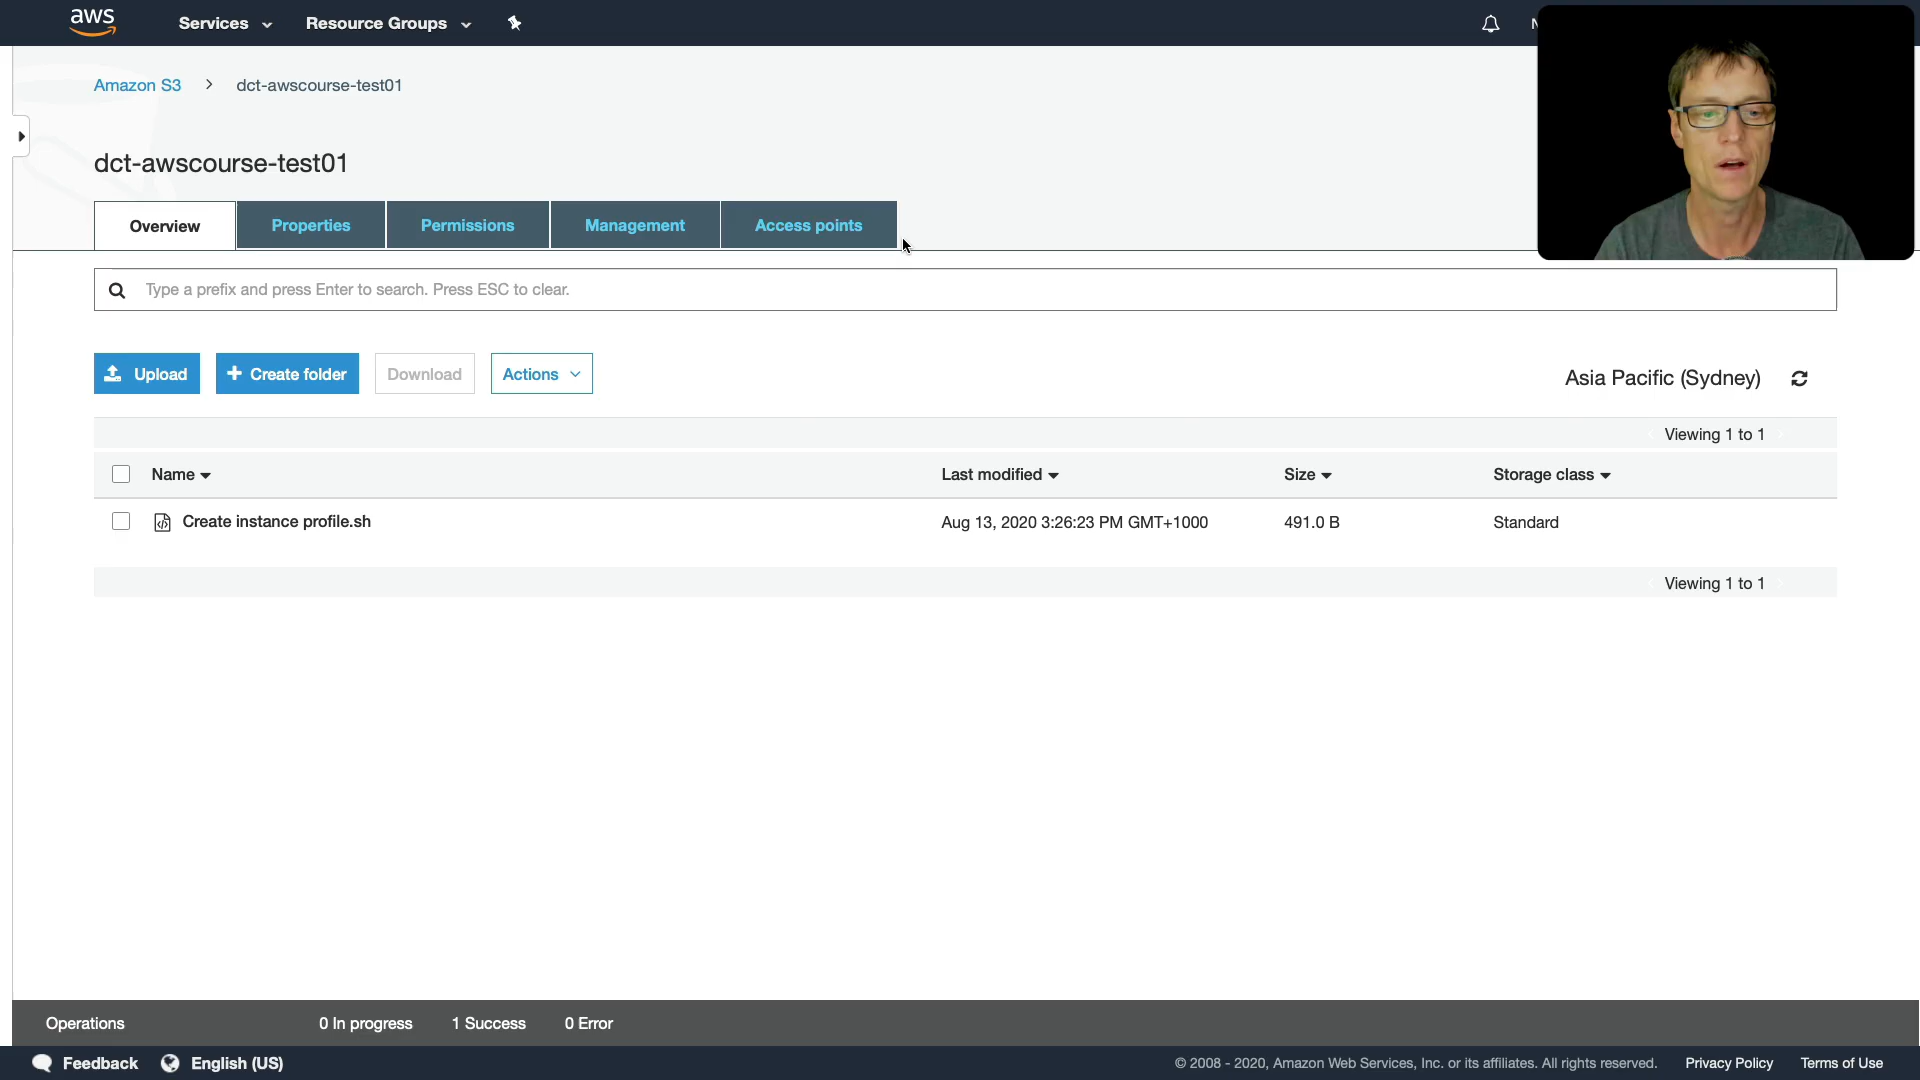 aws Services Resource Groups
Amazon S3 > dct-awscourse-test01
dct-awscourse-test01
Overview Properties Permissions Management Access points
Type a prefix and press Enter to search. Press ESC to clear.
Upload Create folder Download Actions
Asia Pacific (Sydney)
Viewing 1 to 1
Name Last modified Size Storage class
Create instance profile.sh Aug 13, 2020 3:26:23 PM GMT+1000 491.0 B Standard
Viewing 1 to 1
Operations 0 In progress 1 Success 0 Error
Feedback English (US) © 2008 - 2020, Amazon Web Services, Inc. or its affiliates. All rights reserved. Privacy Policy Terms of Use